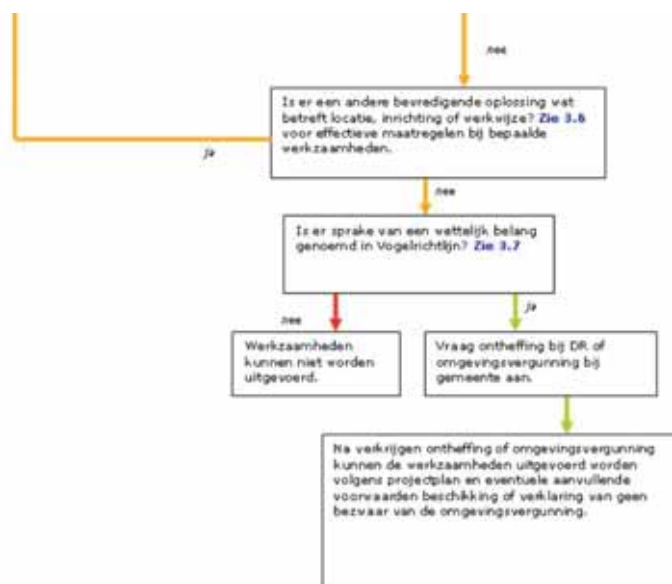 nee
Is er een andere bevredigende oplossing wat
betreft locatie, inrichting of werkwijze? Zie 3.6
voor effectieve maatregelen bij bepaalde
werkzaamheden.
ja
nee
Is er sprake van een wettelijk belang
genoemd in Vogelrichtlijn? Zie 3.7
nee
ja
Werkzaamheden
kunnen niet worden
uitgevoerd.
Vraag ontheffing bij DR of
omgevingsvergunning bij
gemeente aan.
Na verkrijgen ontheffing of omgevingsvergunning
kunnen de werkzaamheden uitgevoerd worden
volgens projectplan en eventuele aanvullende
voorwaarden beschikking of verklaring van geen
bezwaar van de omgevingsvergunning.